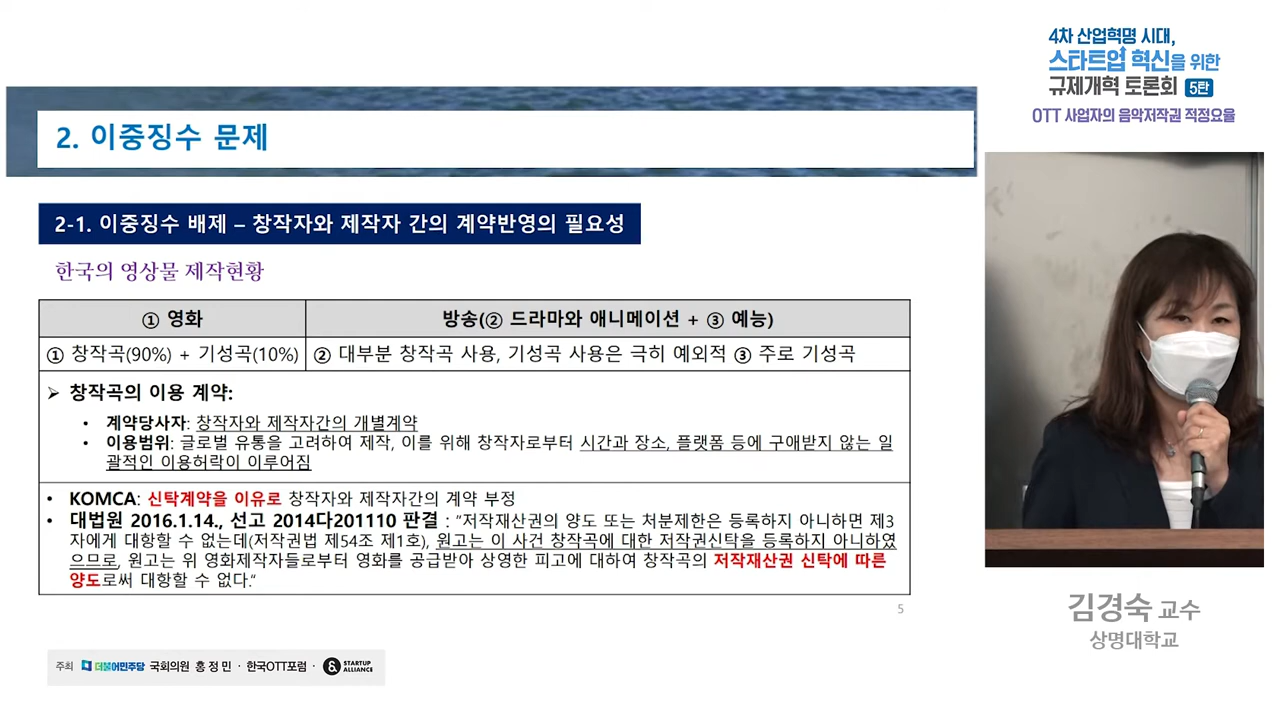 4차 산업혁명 시대,
스타트업 혁신을 위한
규제개혁 토론회 5탄
OTT 사업자의 음악저작권 적정요율
2. 이중징수 문제
2-1. 이중징수 배제 – 창작자와 제작자 간의 계약반영의 필요성
한국의 영상물 제작현황
① 영화
방송(② 드라마와 애니메이션 + ③ 예능)
① 창작곡(90%) + 기성곡(10%)
② 대부분 창작곡 사용, 기성곡 사용은 극히 예외적 ③ 주로 기성곡
➢ 창작곡의 이용 계약:
• 계약당사자: 창작자와 제작자간의 개별계약
• 이용범위: 글로벌 유통을 고려하여 제작, 이를 위해 창작자로부터 시간과 장소, 플랫폼 등에 구애받지 않는 일
괄적인 이용허락이 이루어짐
• KOMCA: 신탁계약을 이유로 창작자와 제작자간의 계약 부정
• 대법원 2016.1.14., 선고 2014다201110 판결 : “저작재산권의 양도 또는 처분제한은 등록하지 아니하면 제3
자에게 대항할 수 없는데(저작권법 제54조 제1호), 원고는 이 사건 창작곡에 대한 저작권신탁을 등록하지 아니하였
으므로, 원고는 위 영화제작자들로부터 영화를 공급받아 상영한 피고에 대하여 창작곡의 저작재산권 신탁에 따른
양도로써 대항할 수 없다.“
5
김경숙 교수
상명대학교
주최 더불어민주당 국회의원 홍정민 · 한국OTT포럼 · & STARTUP
ALLIANCE